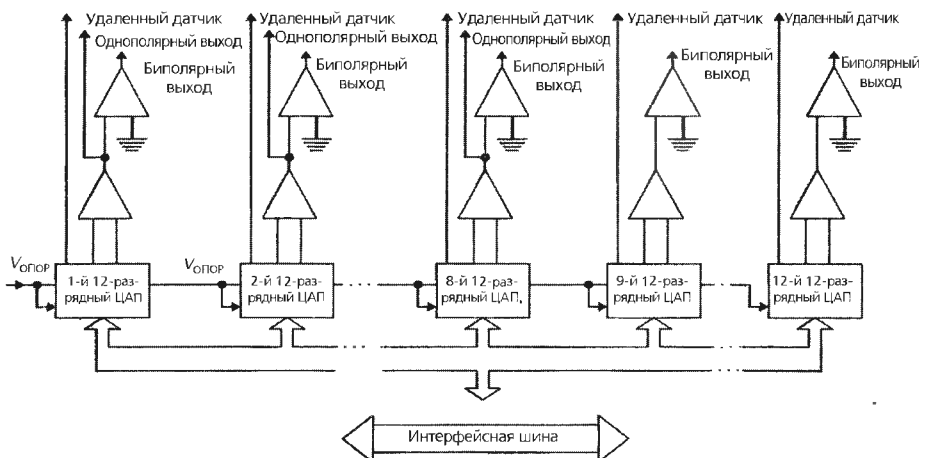 Удаленный датчик Удаленный датчик Удаленный датчик Удаленный датчик Удаленный датчик
Однополярный выход Однополярный выход Однополярный выход
Биполярный выход
Биполярный выход
Биполярный выход
Биполярный выход
Биполярный выход
VОПОР
1-й 12-раз-
рядный ЦАП
VОПОР
2-й 12-раз-
рядный ЦАП
8-й 12-раз-
рядный ЦАП,
9-й 12-раз-
рядный ЦАП
12-й 12-раз-
рядный ЦАП
Интерфейсная шина